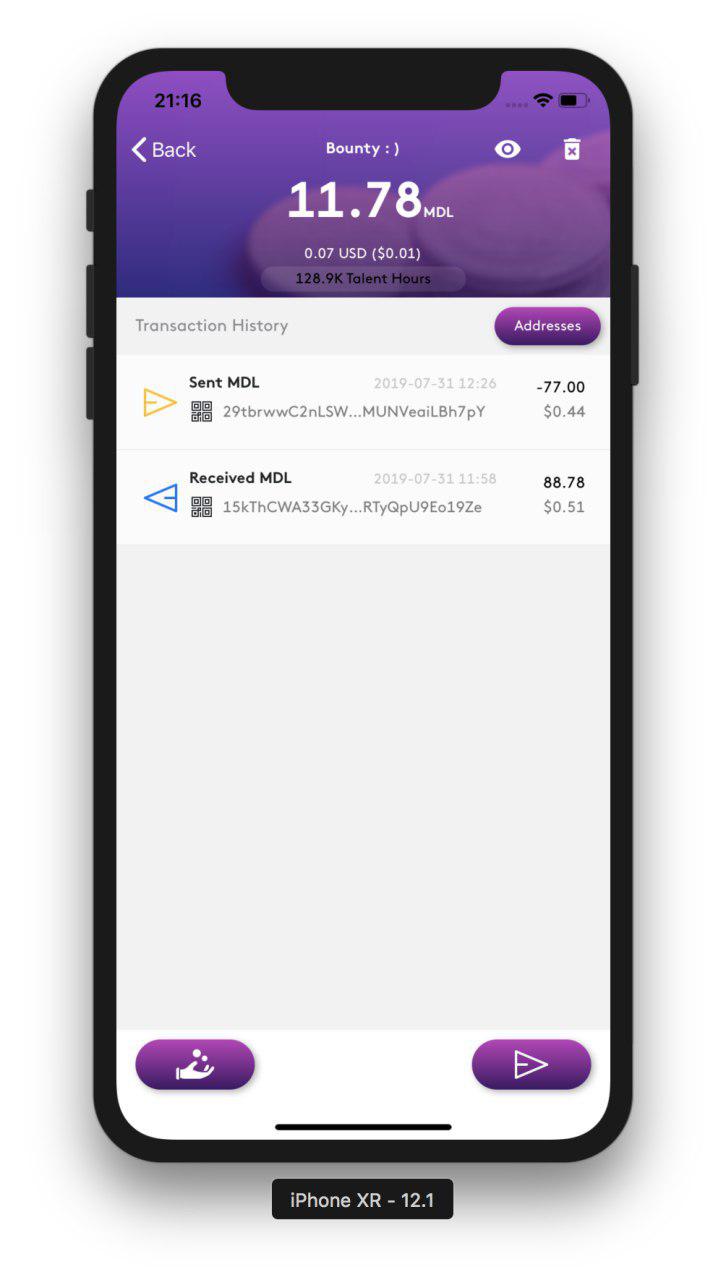 21:16
Back
Bounty : )
11.78 MDL
0.07 USD ($0.01)
128.9K Talent Hours
Transaction History
Addresses
Sent MDL 2019-07-31 12:26 -77.00
29tbrwwC2nLSW...MUNVeaiLBh7pY $0.44
Received MDL 2019-07-31 11:58 88.78
15kThCWA33GKy...RTyQpU9Eo19Ze $0.51
iPhone XR - 12.1